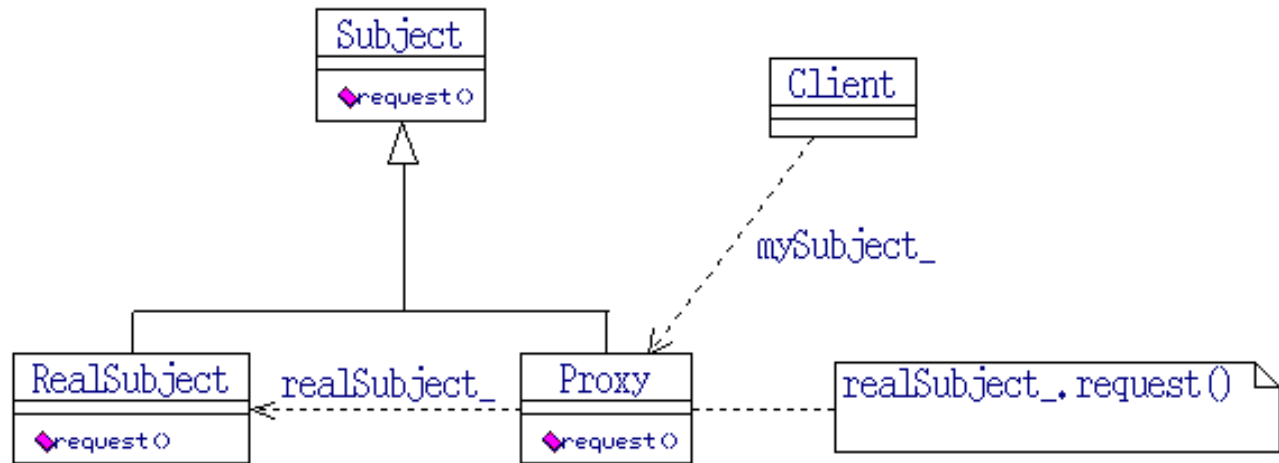 Subject
request()
Client
mySubject_
RealSubject
request()
realSubject_
Proxy
request()
realSubject_.request()